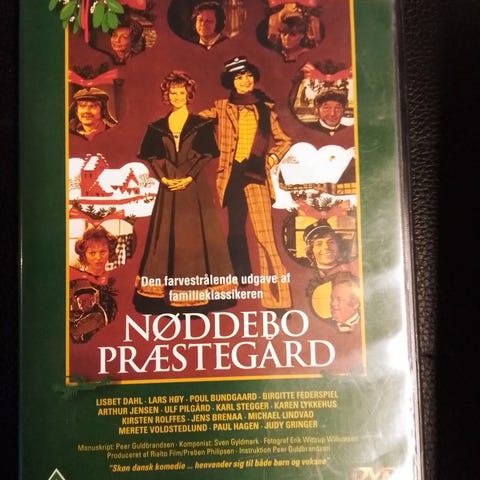 Den farvestrålende udgave af
familieklassikeren
NØDDEBO
PRÆSTEGÅRD
LISBET DAHL · LARS HØY · POUL BUNDGAARD · BIRGITTE FEDERSPIEL
ARTHUR JENSEN · ULF PILGÅRD · KARL STEGGER · KAREN LYKKEHUS
KIRSTEN ROLFFES · JENS BRENAA · MICHAEL LINDVAD
MERETE VOLDSTEDLUND · PAUL HAGEN · JUDY GRINGER
Manuskript: Peer Guldbrandsen · Komponist: Sven Gyldmark · Fotograf Erik Wittrup Willumsen
Produceret af Rialto Film/Preben Philipsen · Instruktion Peer Guldbrandsen
"Skøn dansk komedie ... henvender sig til både børn og voksne"
DVD